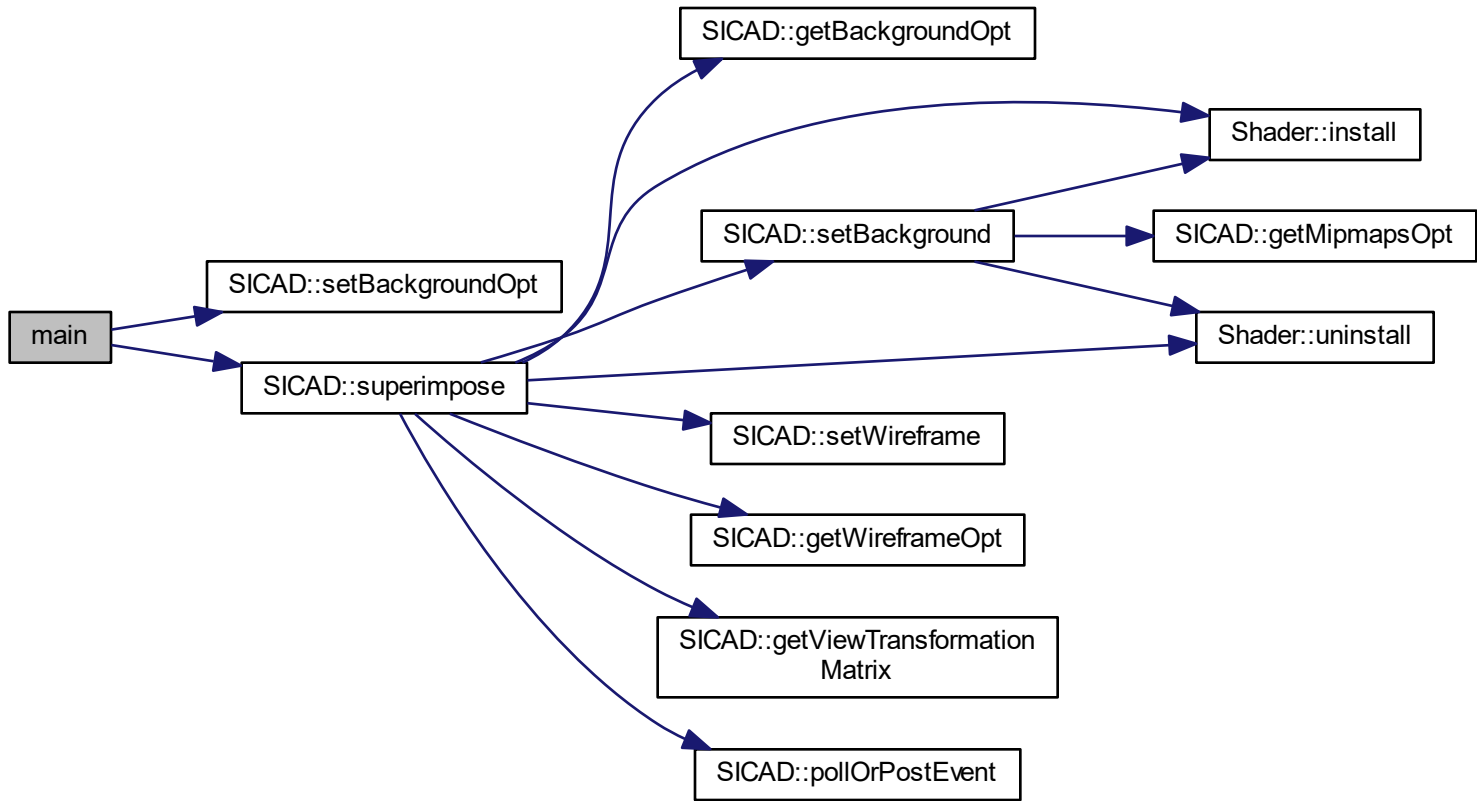 SICAD::getBackgroundOpt
Shader::install
SICAD::setBackground
SICAD::getMipmapsOpt
SICAD::setBackgroundOpt
main
Shader::uninstall
SICAD::superimpose
SICAD::setWireframe
SICAD::getWireframeOpt
SICAD::getViewTransformation
Matrix
SICAD::pollOrPostEvent